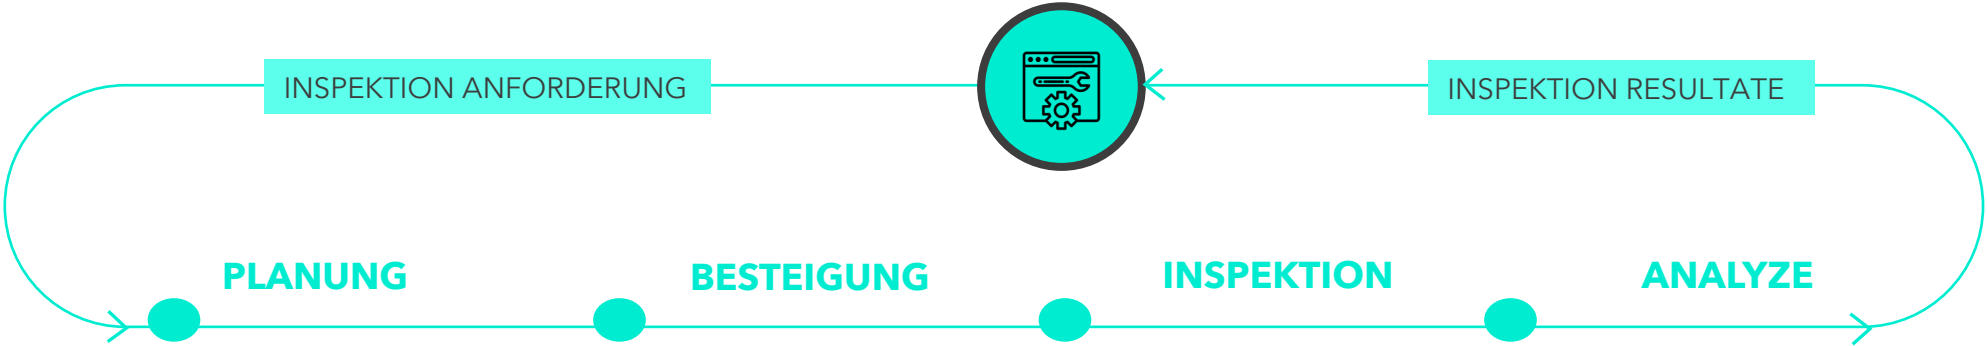 INSPEKTION ANFORDERUNG
INSPEKTION RESULTATE
PLANUNG
BESTEIGUNG
INSPEKTION
ANALYZE